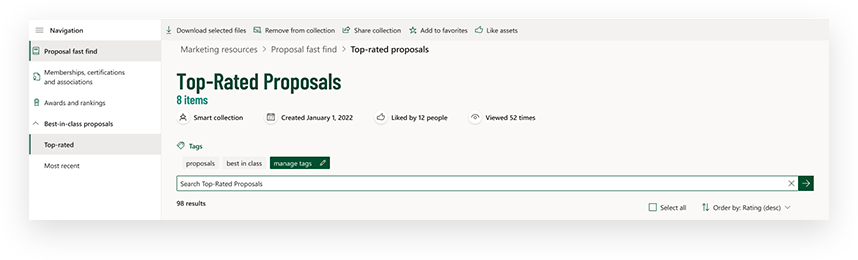 Navigation
Download selected files
Remove from collection
Share collection
Add to favorites
Like assets
Proposal fast find
Memberships, certifications
and associations
Awards and rankings
Best-in-class proposals
Top-rated
Most recent
Marketing resources > Proposal fast find > Top-rated proposals
Top-Rated Proposals
8 items
Smart collection
Created January 1, 2022
Liked by 12 people
Viewed 52 times
Tags
proposals
best in class
manage tags
Search Top-Rated Proposals
98 results
Select all
Order by: Rating (desc)